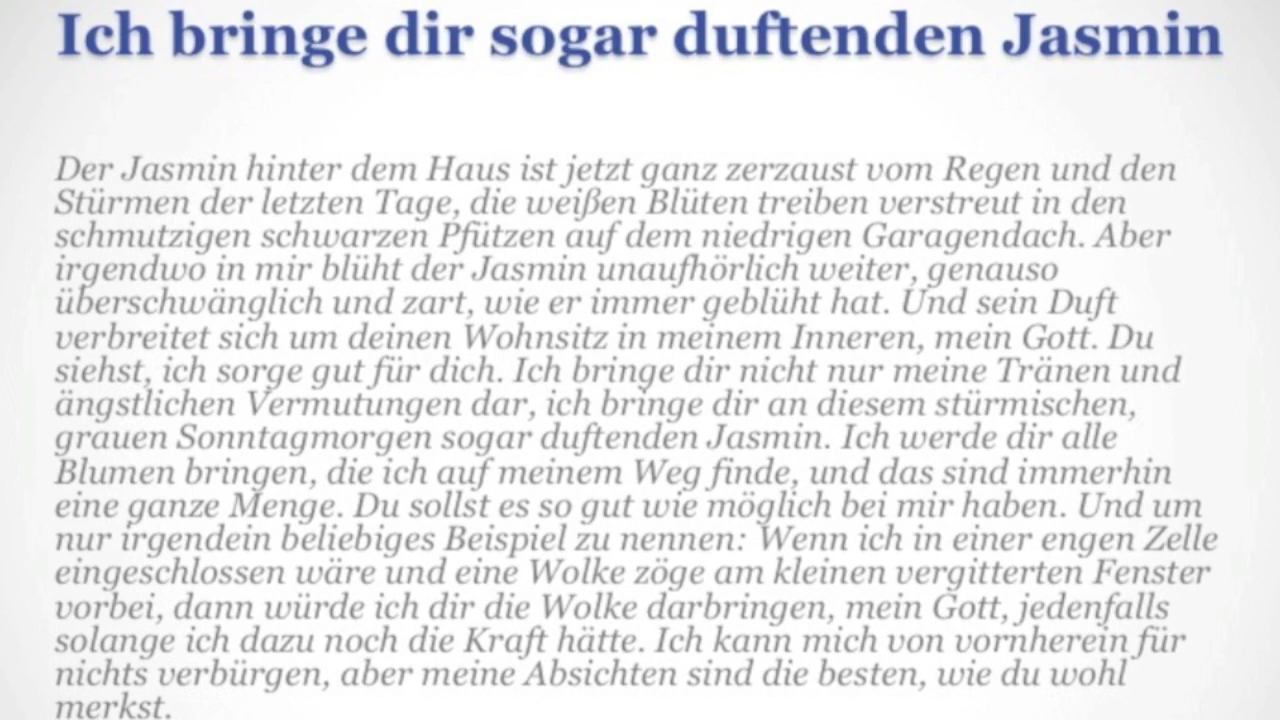 Ich bringe dir sogar duftenden Jasmin
Der Jasmin hinter dem Haus ist jetzt ganz zerzaust vom Regen und den
Stürmen der letzten Tage, die weißen Blüten treiben verstreut in den
schmutzigen schwarzen Pfützen auf dem niedrigen Garagendach. Aber
irgendwo in mir blüht der Jasmin unaufhörlich weiter, genauso
überschwänglich und zart, wie er immer geblüht hat. Und sein Duft
verbreitet sich um deinen Wohnsitz in meinem Inneren, mein Gott. Du
siehst, ich sorge gut für dich. Ich bringe dir nicht nur meine Tränen und
ängstlichen Vermutungen dar, ich bringe dir an diesem stürmischen,
grauen Sonntagmorgen sogar duftenden Jasmin. Ich werde dir alle
Blumen bringen, die ich auf meinem Weg finde, und das sind immerhin
eine ganze Menge. Du sollst es so gut wie möglich bei mir haben. Und um
nur irgendein beliebiges Beispiel zu nennen: Wenn ich in einer engen Zelle
eingeschlossen wäre und eine Wolke zöge am kleinen vergitterten Fenster
vorbei, dann würde ich dir die Wolke darbringen, mein Gott, jedenfalls
solange ich dazu noch die Kraft hätte. Ich kann mich von vornherein für
nichts verbürgen, aber meine Absichten sind die besten, wie du wohl
merkst.